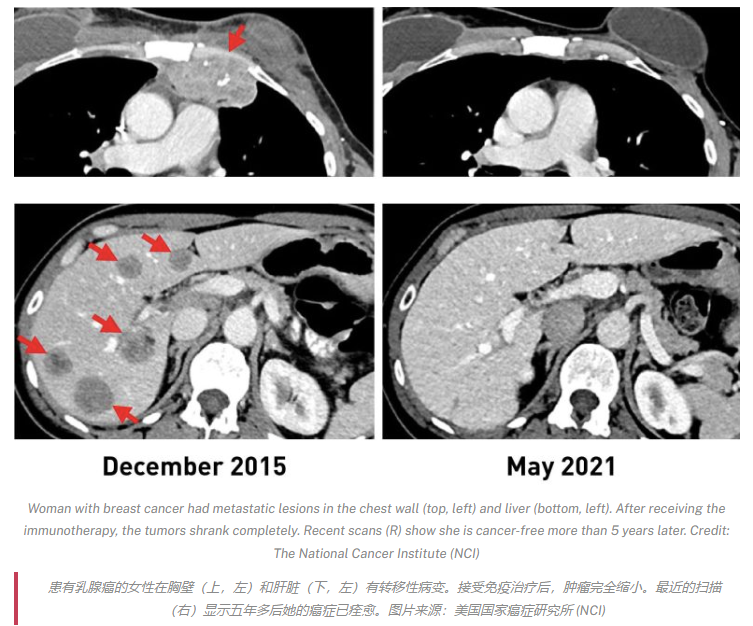 December 2015
May 2021
Woman with breast cancer had metastatic lesions in the chest wall (top, left) and liver (bottom, left). After receiving the
immunotherapy, the tumors shrank completely. Recent scans (R) show she is cancer-free more than 5 years later. Credit:
The National Cancer Institute (NCI)
患有乳腺癌的女性在胸壁（上，左）和肝脏（下，左）有转移性病变。接受免疫治疗后，肿瘤完全缩小。最近的扫描
（右）显示五年多后她的癌症已痊愈。图片来源：美国国家癌症研究所 (NCI)